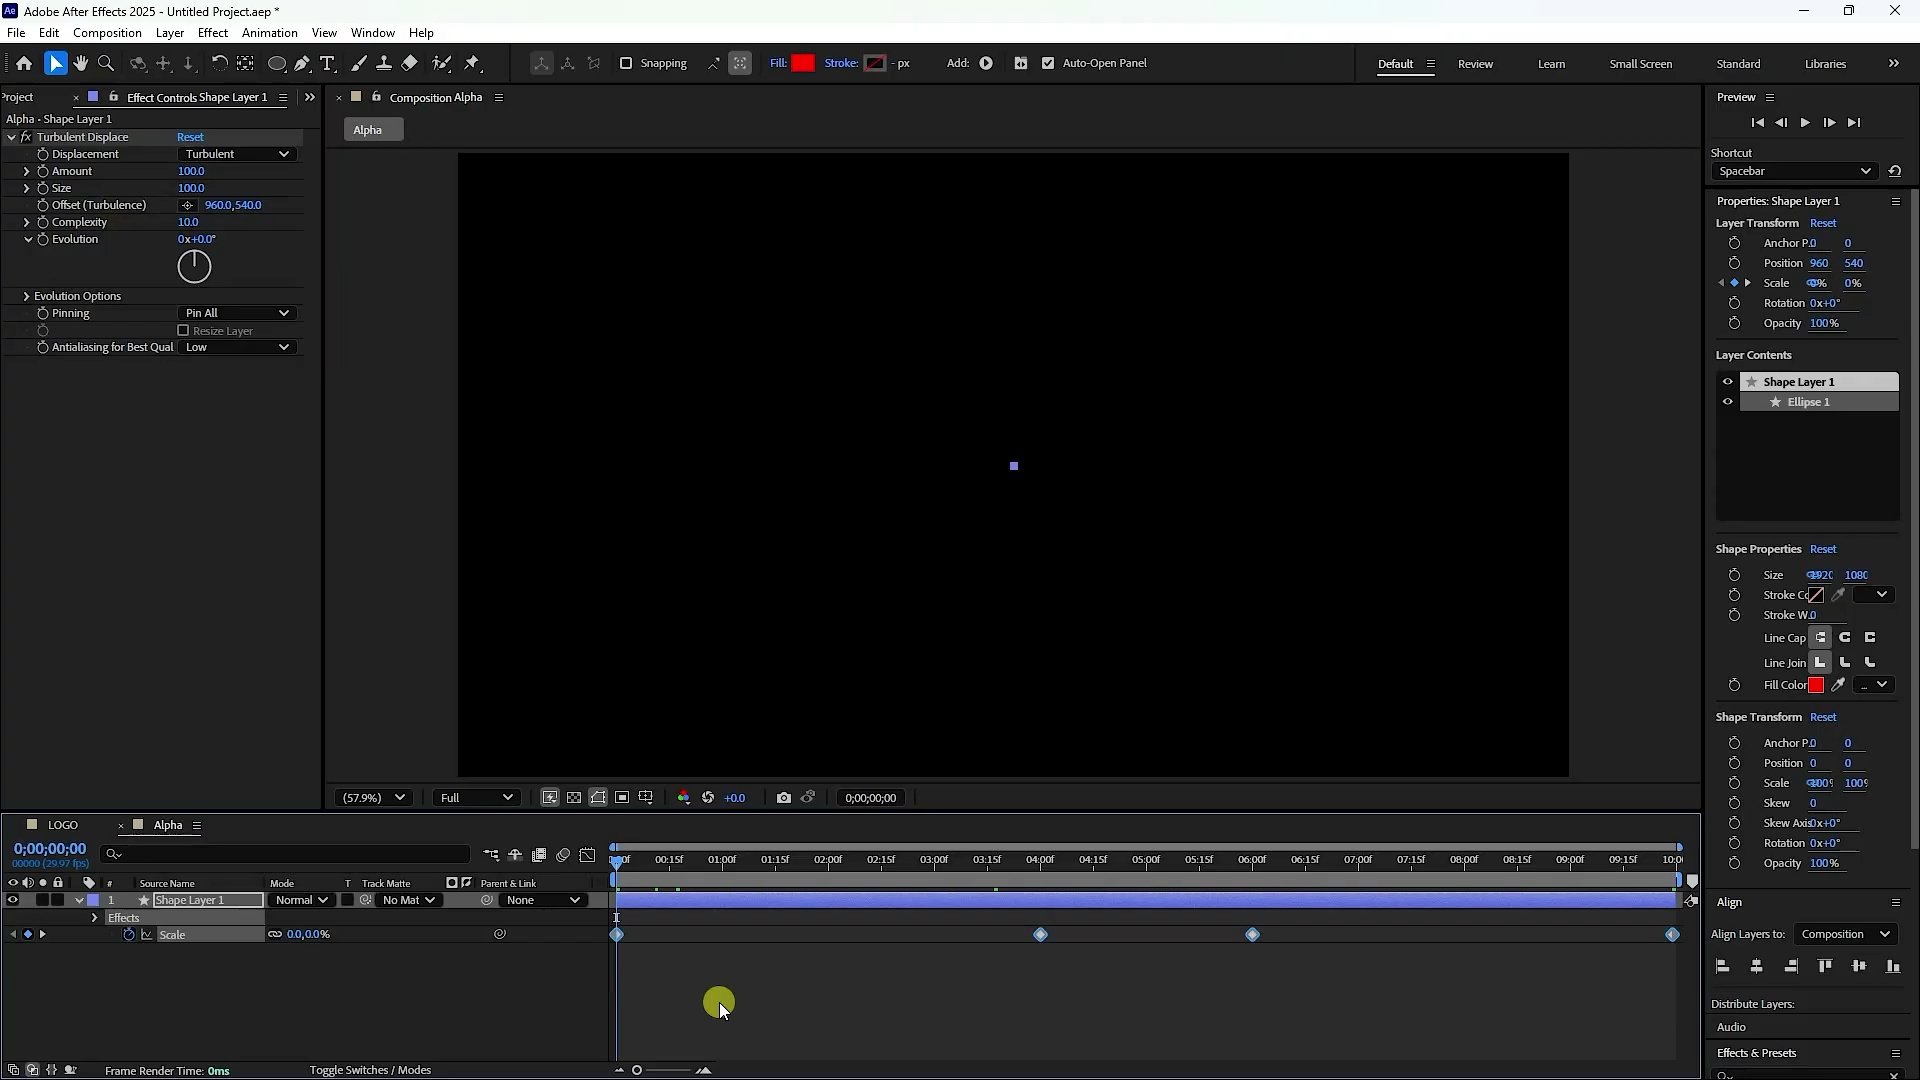 Ae Adobe After Effects 2025 - Untitled Project.aep *
File Edit Composition Layer Effect Animation View Window Help
Snapping Fill: Stroke: - px Add: Auto-Open Panel Default Review Learn Small Screen Standard Libraries
Project Effect Controls Shape Layer 1
Composition Alpha
Alpha
Alpha - Shape Layer 1
fx Turbulent Displace Reset
Displacement Turbulent
Amount 100.0
Size 100.0
Offset (Turbulence) 960.0,540.0
Complexity 10.0
Evolution 0x+0.0°
Evolution Options
Pinning Pin All
Resize Layer
Antialiasing for Best Qual Low
(57.9%) Full +0.0 0;00;00;00
Preview
Shortcut
Spacebar
Properties: Shape Layer 1
Layer Transform Reset
Anchor P. 0 0
Position 960 540
Scale 0% 0%
Rotation 0x+0°
Opacity 100%
Layer Contents
Shape Layer 1
Ellipse 1
Shape Properties Reset
Size 1920 1080
Stroke Co
Stroke W. 0
Line Cap
Line Join
Fill Color ...
Shape Transform Reset
Anchor P. 0 0
Position 0 0
Scale 100% 100%
Skew 0
Skew Axis 0x+0°
Rotation 0x+0°
Opacity 100%
Align
Align Layers to: Composition
Distribute Layers:
Audio
Effects & Presets
LOGO Alpha
0;00;00;00
00000 (29.97 fps)
00f 00:15f 01:00f 01:15f 02:00f 02:15f 03:00f 03:15f 04:00f 04:15f 05:00f 05:15f 06:00f 06:15f 07:00f 07:15f 08:00f 08:15f 09:00f 09:15f 10:0
# Source Name Mode T Track Matte Parent & Link
1 Shape Layer 1 Normal No Mat None
Effects
Scale 0.0,0.0%
Frame Render Time: 0ms Toggle Switches / Modes